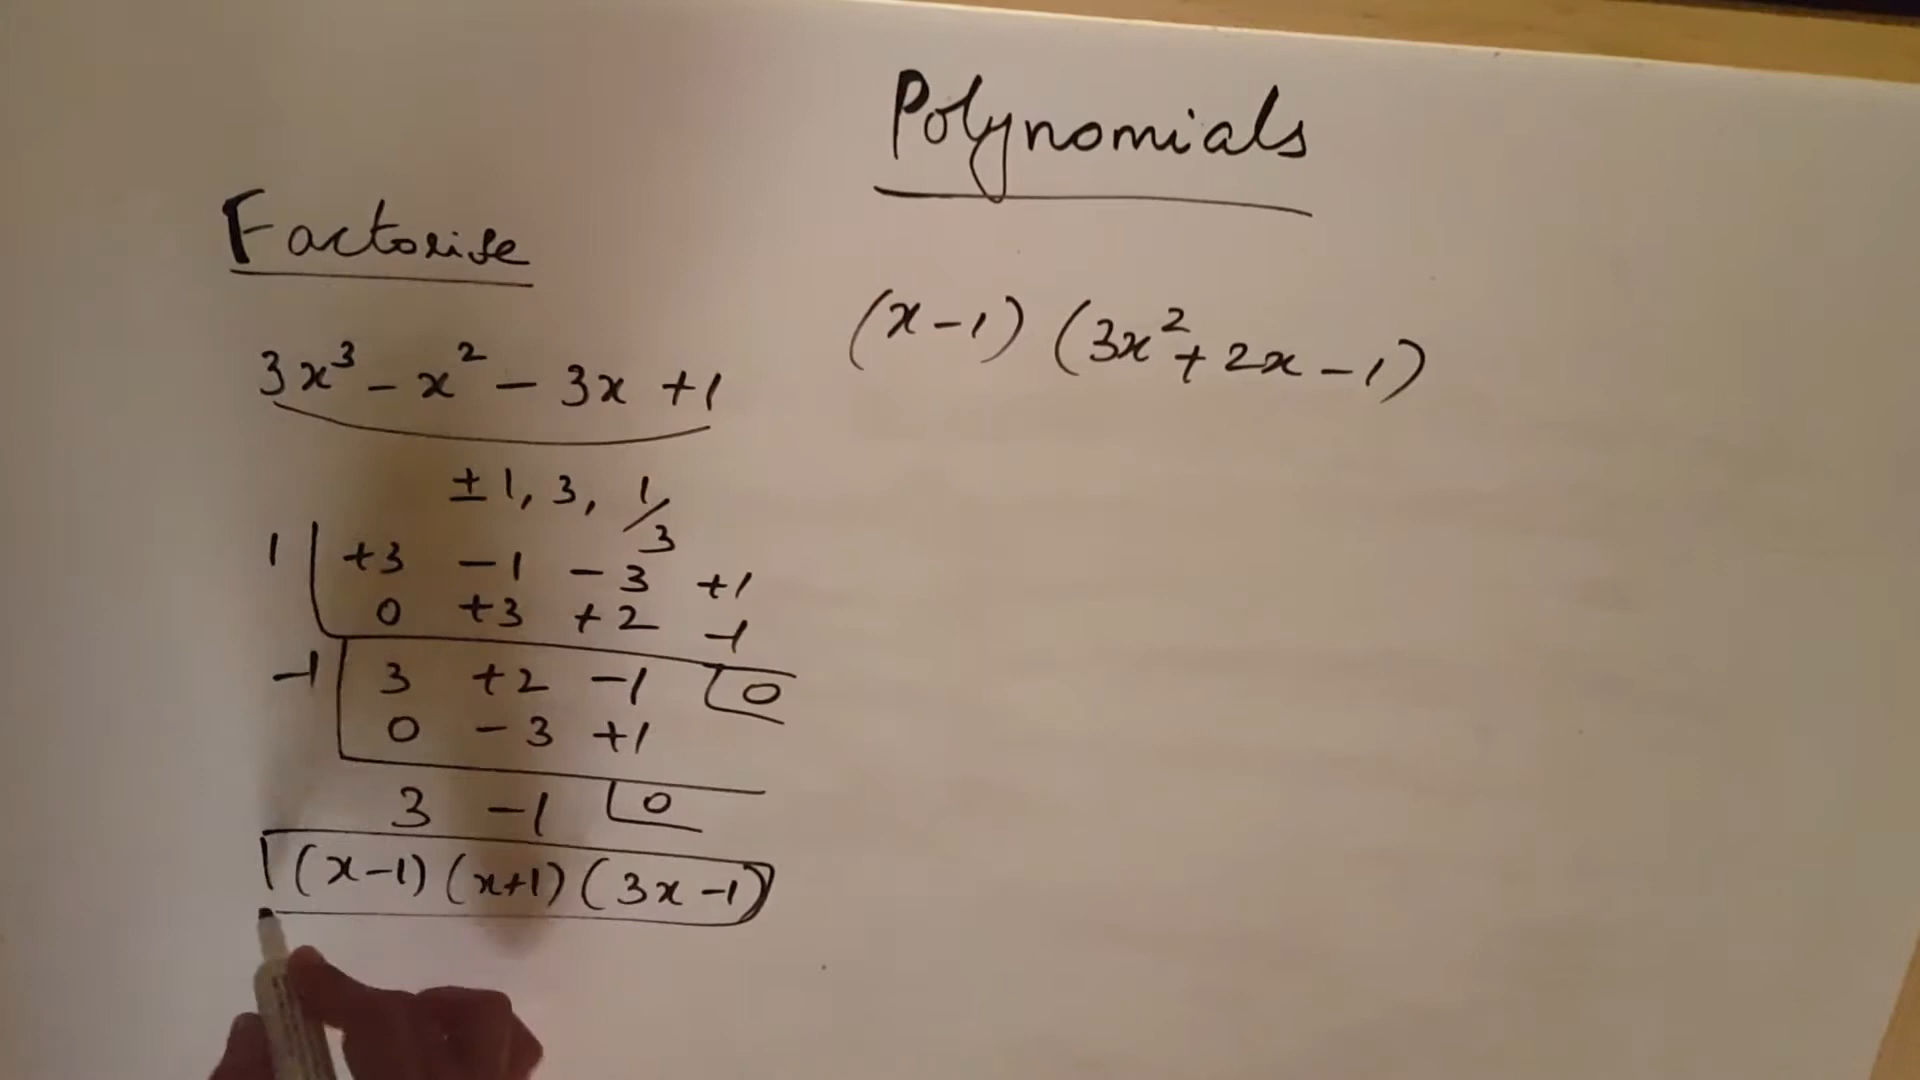 Polynomials
Factorise
3x³ - x² - 3x + 1
(x-1) (3x² + 2x - 1)
± 1, 3, 1/3
1 | +3 -1 -3 +1
0 +3 +2 -1
-1 | 3 +2 -1 0
0 -3 +1
3 -1 0
(x-1) (x+1) (3x-1)